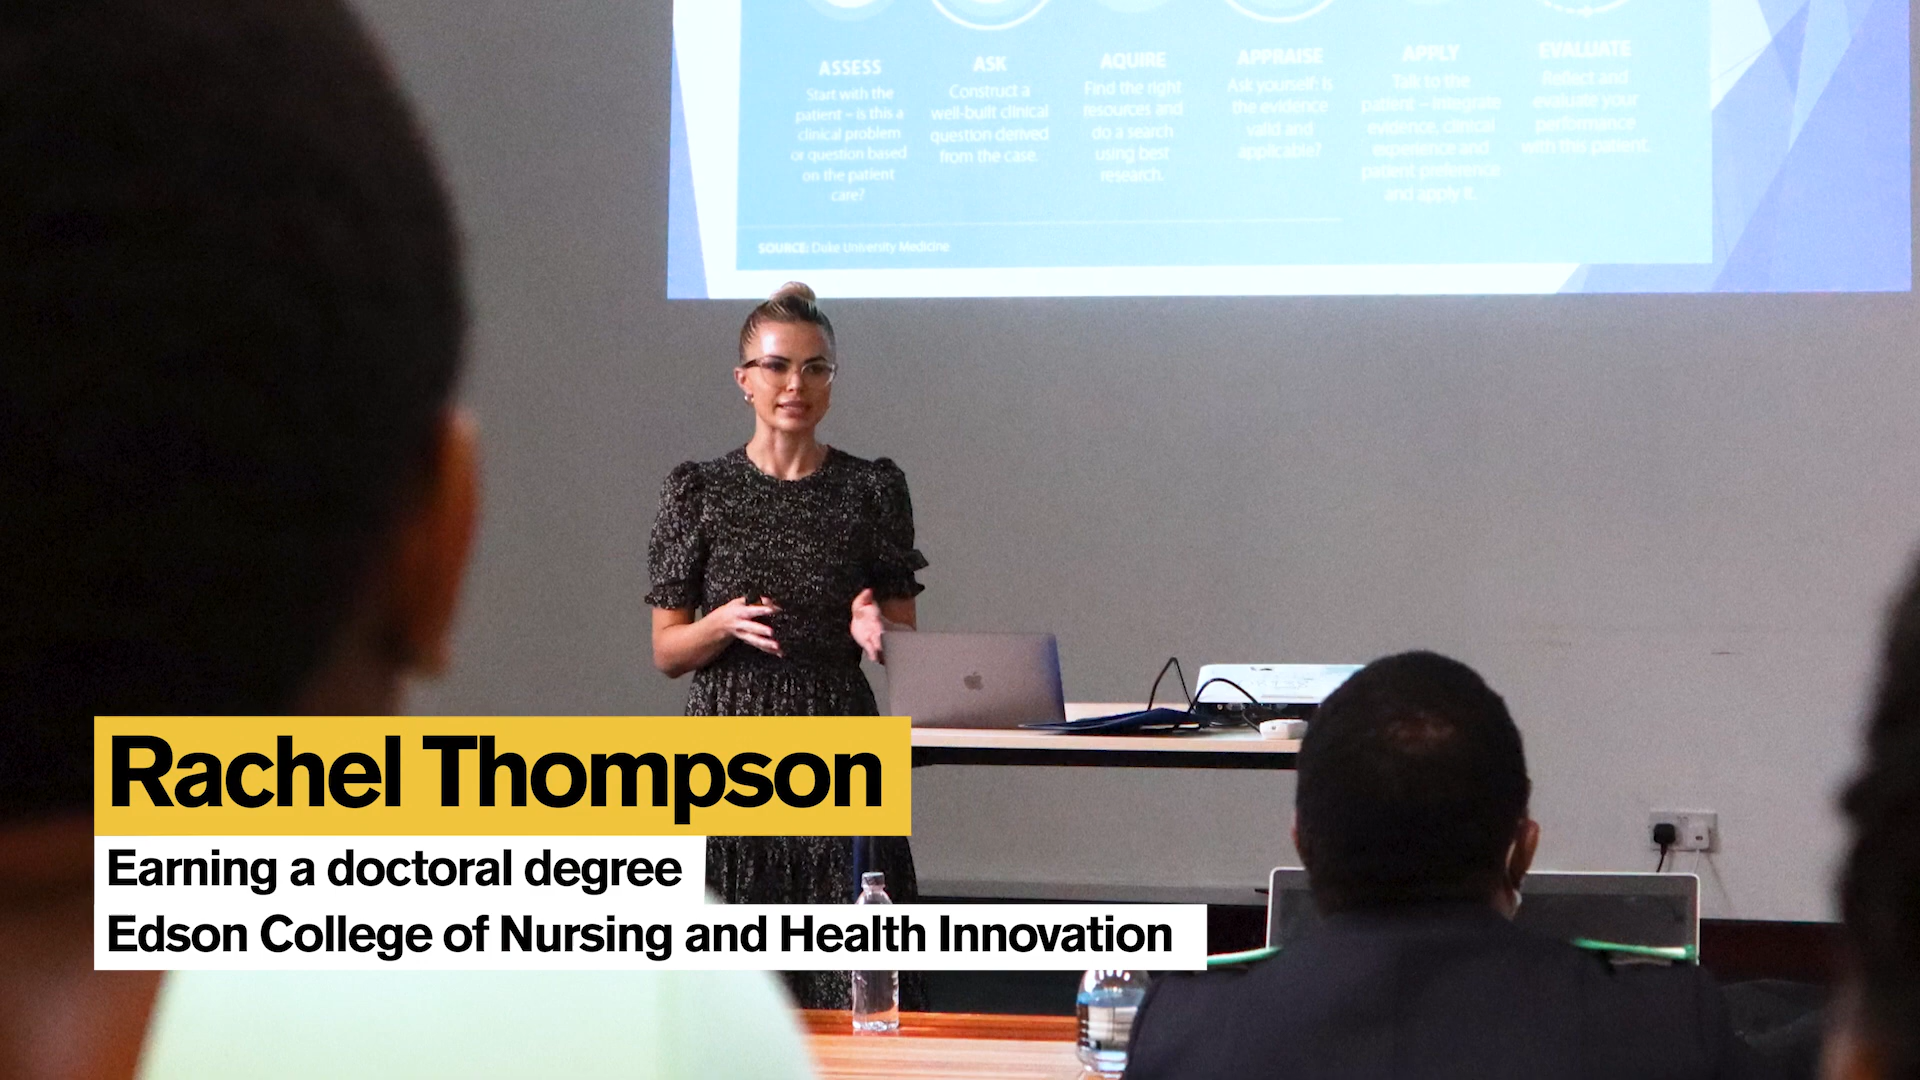 ASSESS
Start with the
patient – is this a
clinical problem
or question based
on the patient
care?
ASK
Construct a
well-built clinical
question derived
from the case.
AQUIRE
Find the right
resources and
do a search
using best
research.
APPRAISE
Ask yourself: is
the evidence
valid and
applicable?
APPLY
Talk to the
patient – integrate
evidence, clinical
experience and
patient preference
and apply it.
EVALUATE
Reflect and
evaluate your
performance
with this patient.
SOURCE: Duke University Medicine
Rachel Thompson
Earning a doctoral degree
Edson College of Nursing and Health Innovation